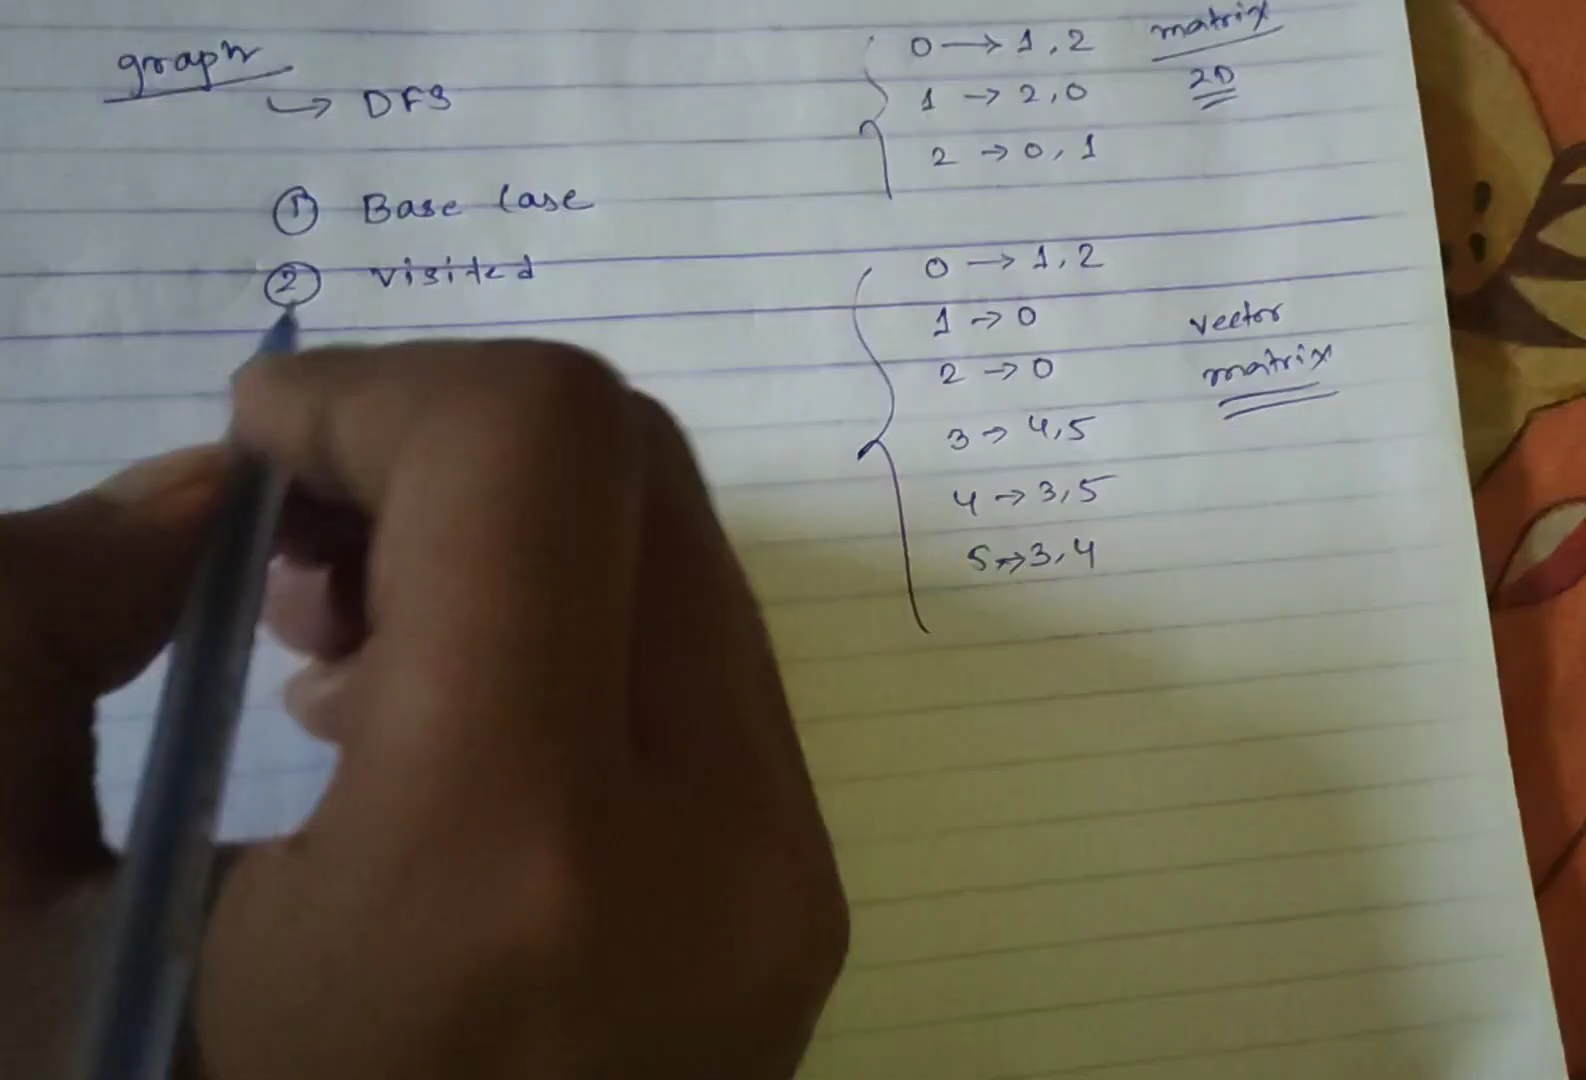 graph
↳ DFS
① Base Case
② visited
0 → 1, 2
1 → 2, 0
2 → 0, 1
matrix
2D
0 → 1, 2
1 → 0
2 → 0
3 → 4, 5
4 → 3, 5
5 → 3, 4
vector
matrix